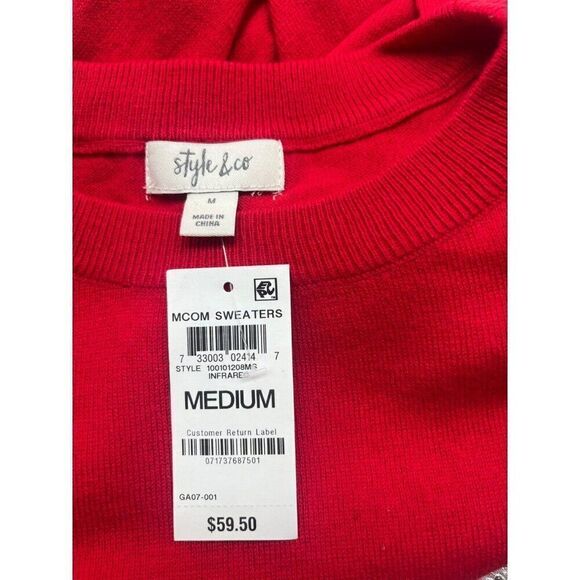 style & co
M
MADE IN
CHINA
MCOM SWEATERS
7 33003 02414 7
STYLE 100101208MG
INFRARED
MEDIUM
Customer Return Label
071737687501
GA07-001
$59.50